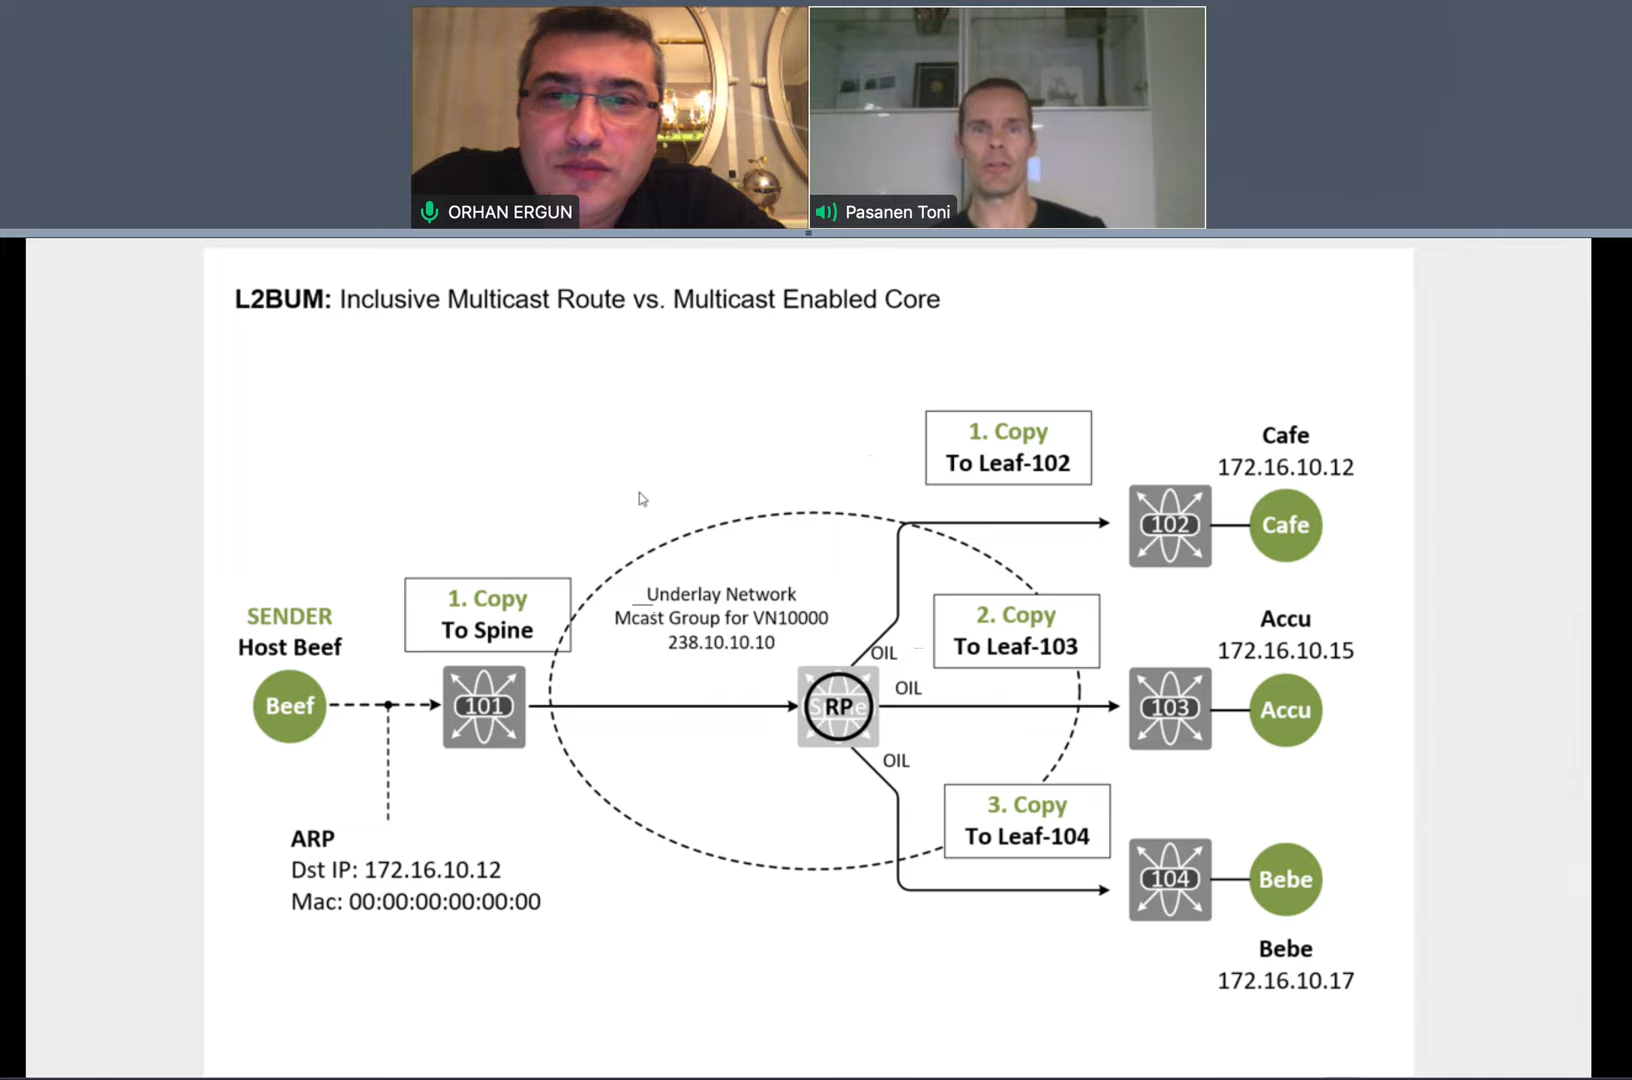 ORHAN ERGUN
Pasanen Toni
L2BUM: Inclusive Multicast Route vs. Multicast Enabled Core
1. Copy
To Leaf-102
Cafe
172.16.10.12
102
Cafe
SENDER
Host Beef
Beef
1. Copy
To Spine
101
Underlay Network
Mcast Group for VN10000
238.10.10.10
OIL
OIL
OIL
RP
2. Copy
To Leaf-103
Accu
172.16.10.15
103
Accu
ARP
Dst IP: 172.16.10.12
Mac: 00:00:00:00:00:00
3. Copy
To Leaf-104
104
Bebe
Bebe
172.16.10.17